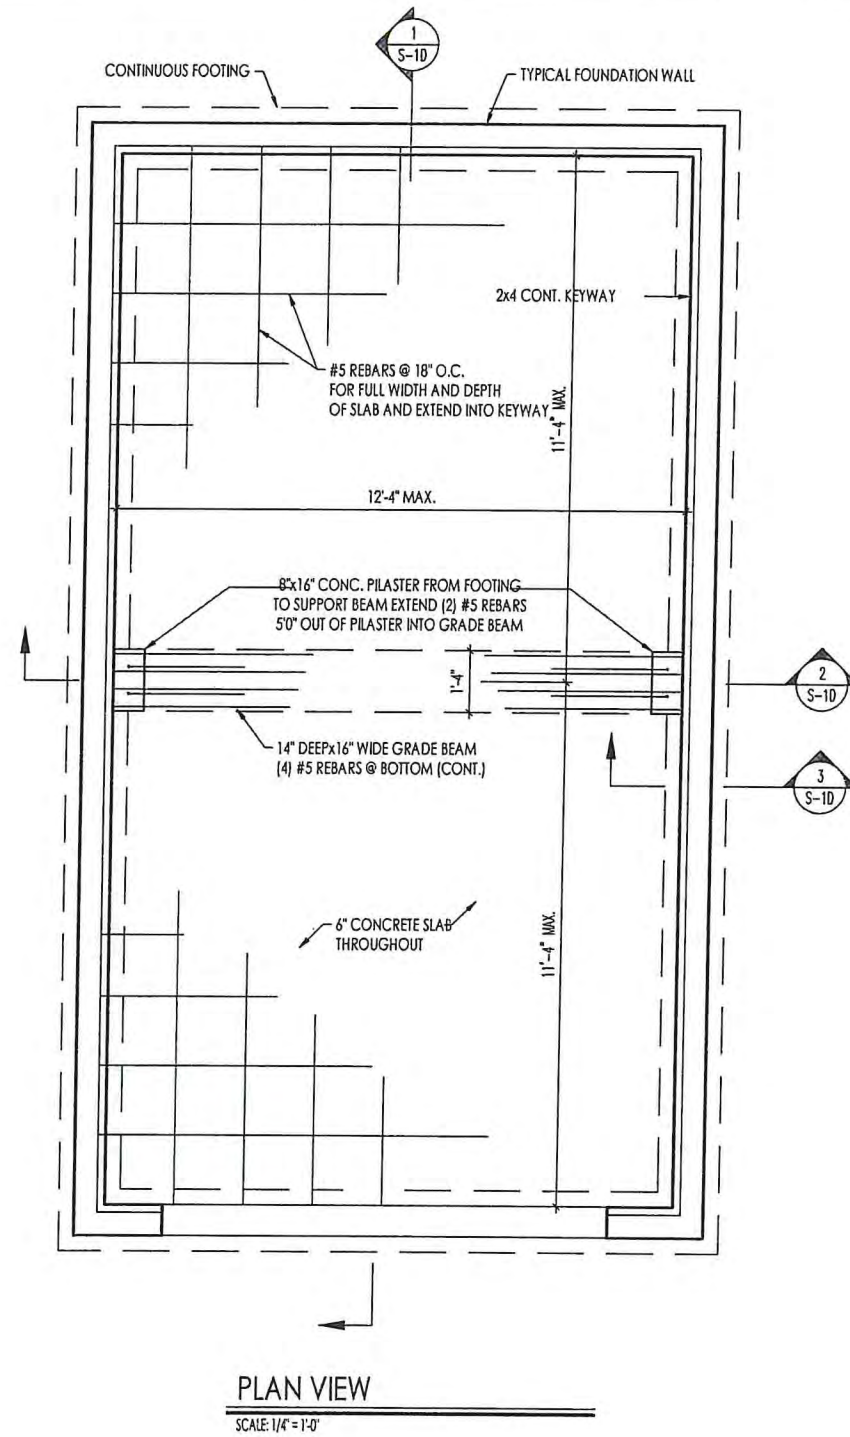 1
S-1D
CONTINUOUS FOOTING
TYPICAL FOUNDATION WALL
2x4 CONT. KEYWAY
#5 REBARS @ 18" O.C.
FOR FULL WIDTH AND DEPTH
OF SLAB AND EXTEND INTO KEYWAY
11'-4" MAX.
12'-4" MAX.
8"x16" CONC. PILASTER FROM FOOTING
TO SUPPORT BEAM EXTEND (2) #5 REBARS
5'0" OUT OF PILASTER INTO GRADE BEAM
1'-4"
2
S-1D
14" DEEPx16" WIDE GRADE BEAM
(4) #5 REBARS @ BOTTOM (CONT.)
3
S-1D
6" CONCRETE SLAB
THROUGHOUT
11'-4" MAX.
PLAN VIEW
SCALE: 1/4" = 1'-0"